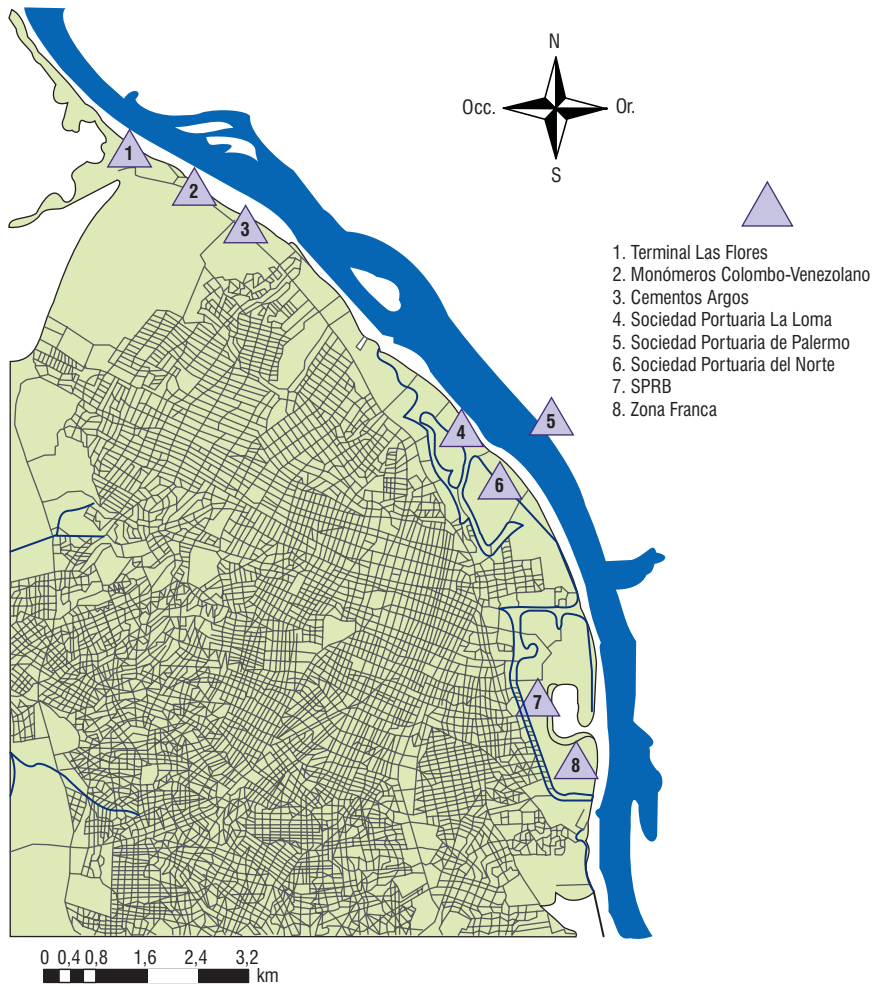 N
Occ. Or.
S
1
2
3
4
5
6
7
8
1. Terminal Las Flores
2. Monómeros Colombo-Venezolano
3. Cementos Argos
4. Sociedad Portuaria La Loma
5. Sociedad Portuaria de Palermo
6. Sociedad Portuaria del Norte
7. SPRB
8. Zona Franca
0 0,4 0,8 1,6 2,4 3,2
km